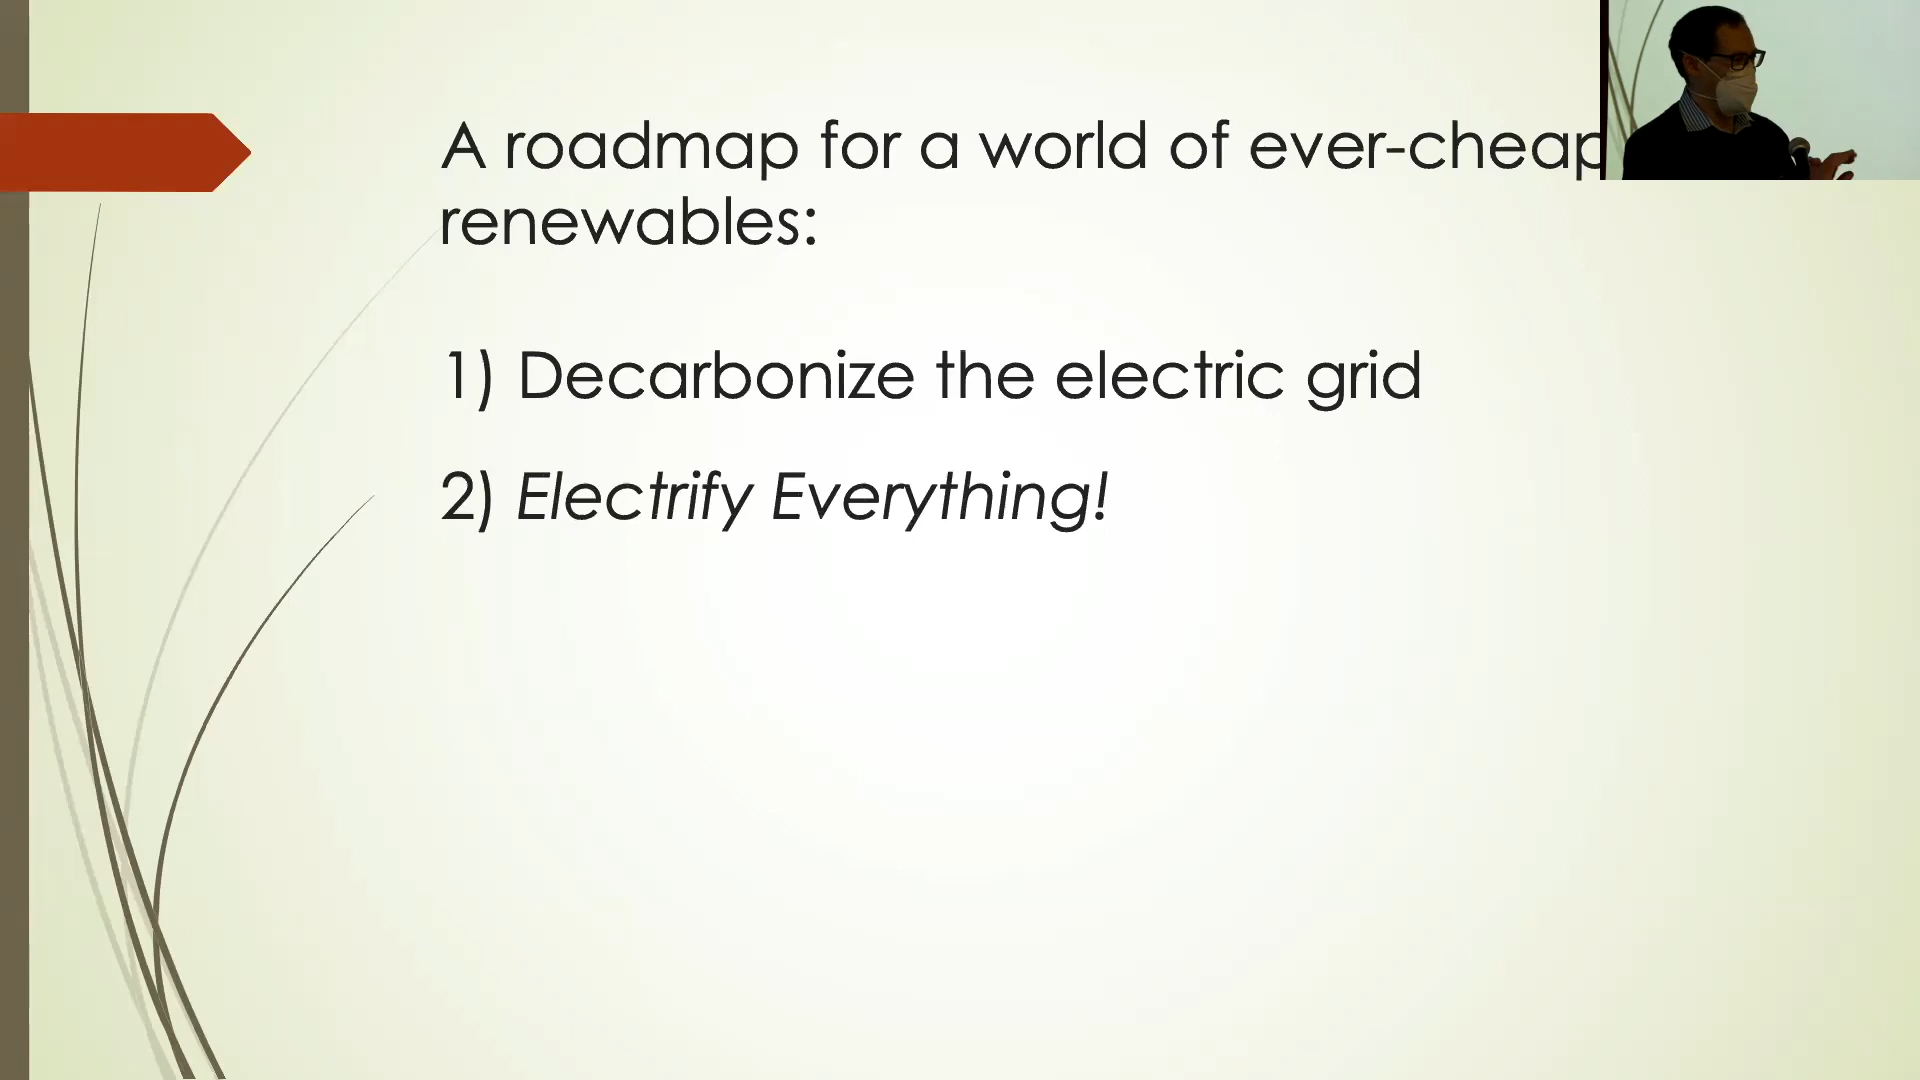 A roadmap for a world of ever-cheap
renewables:
1) Decarbonize the electric grid
2) Electrify Everything!